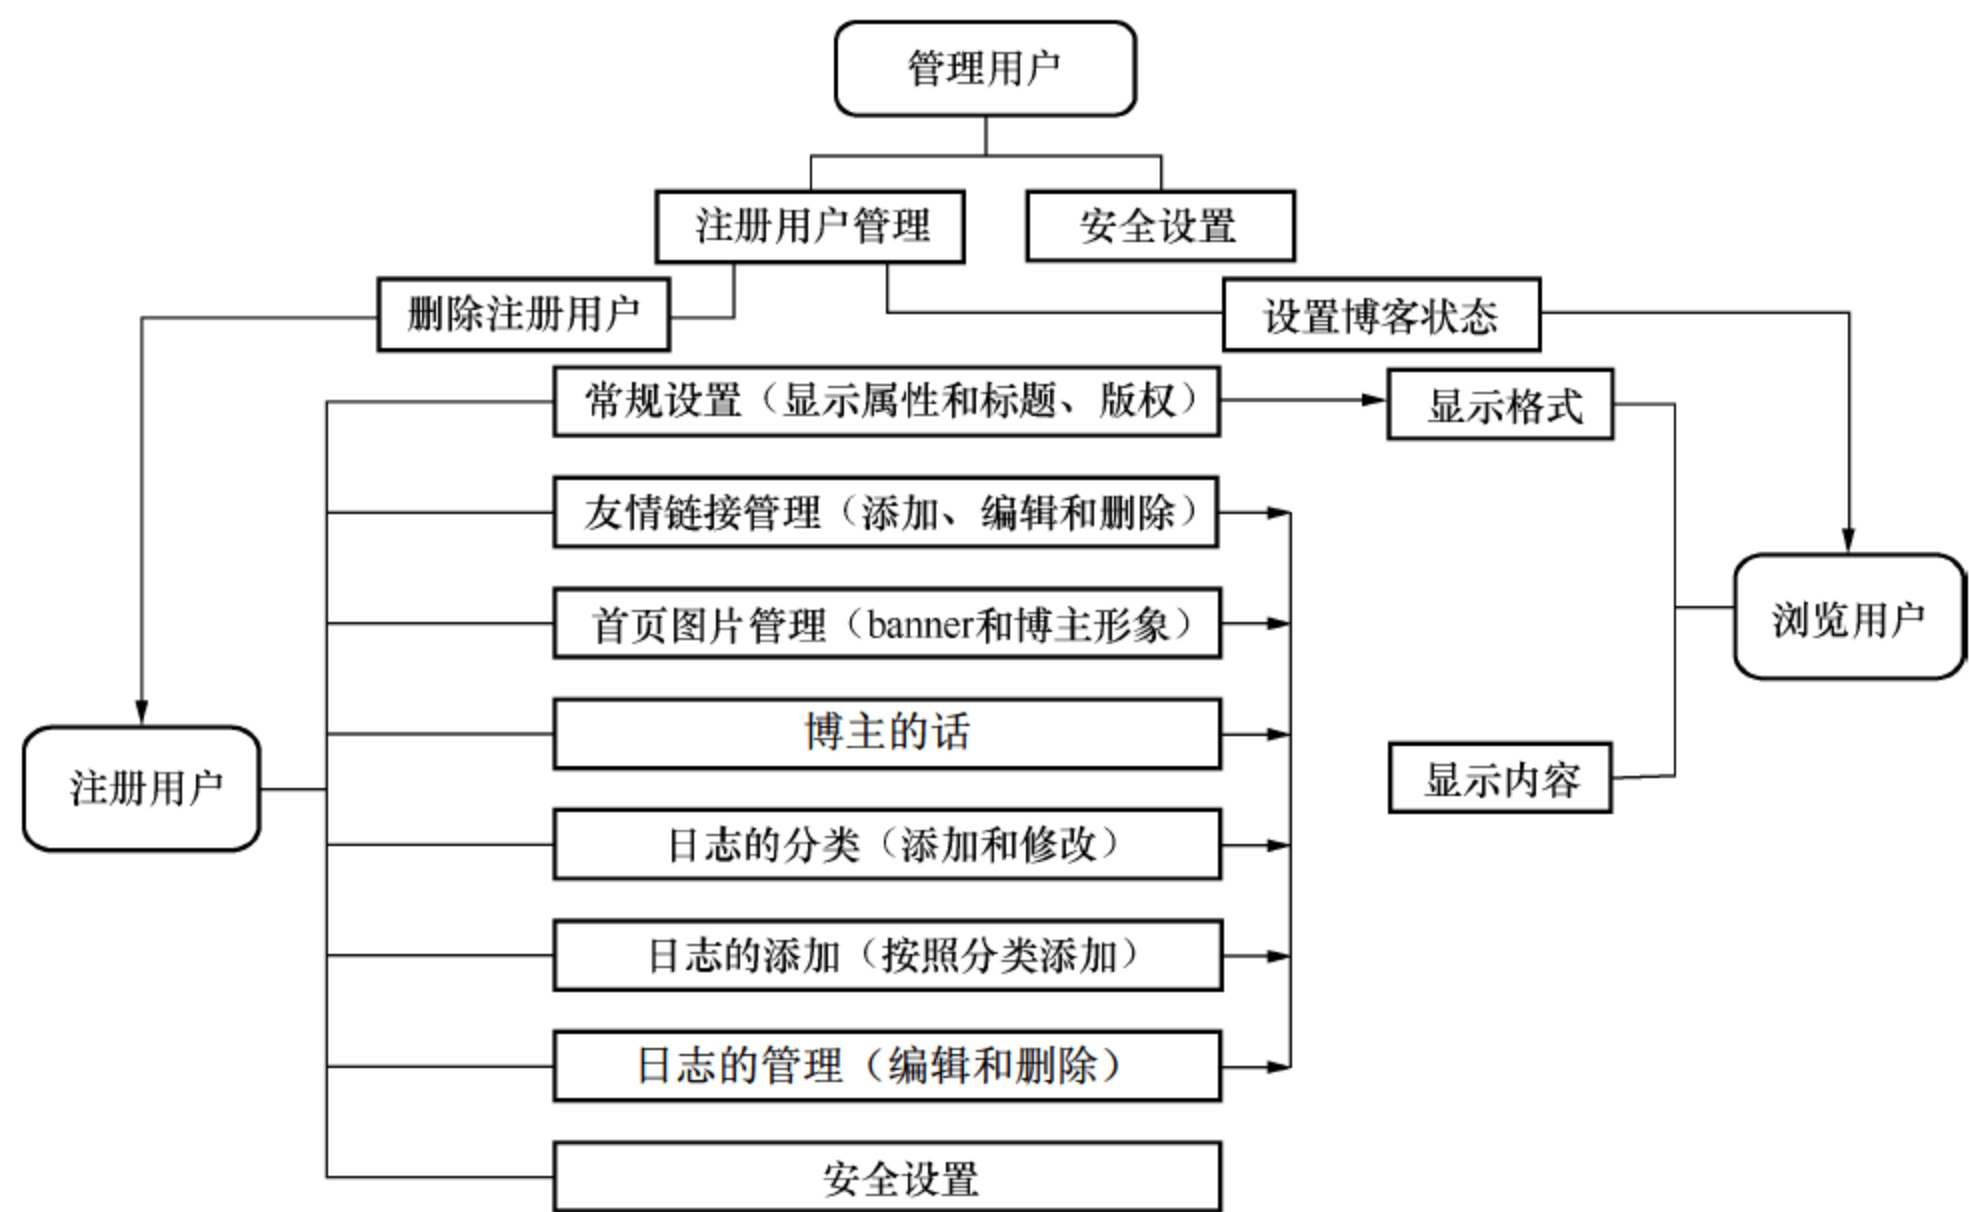 管理用户
注册用户管理
安全设置
删除注册用户
设置博客状态
常规设置（显示属性和标题、版权）
显示格式
友情链接管理（添加、编辑和删除）
首页图片管理（banner和博主形象）
浏览用户
博主的话
注册用户
显示内容
日志的分类（添加和修改）
日志的添加（按照分类添加）
日志的管理（编辑和删除）
安全设置